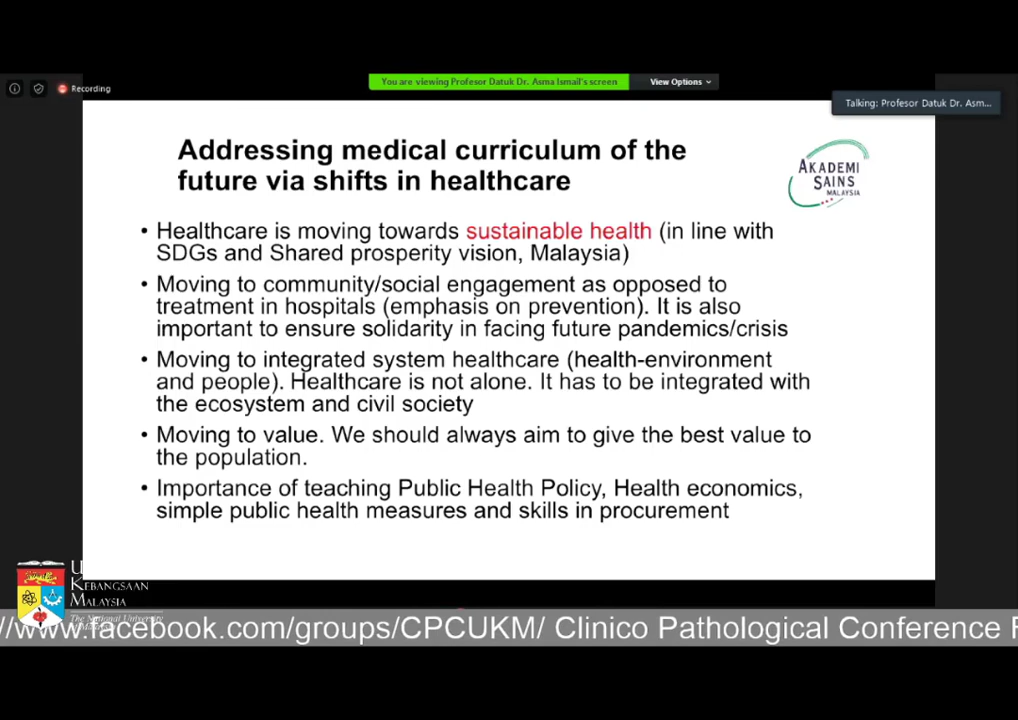 You are viewing Profesor Datuk Dr. Asma Ismail's screen
View Options
Recording
Talking: Profesor Datuk Dr. Asm...
Addressing medical curriculum of the
future via shifts in healthcare
AKADEMI
SAINS
MALAYSIA
• Healthcare is moving towards sustainable health (in line with
SDGs and Shared prosperity vision, Malaysia)
• Moving to community/social engagement as opposed to
treatment in hospitals (emphasis on prevention). It is also
important to ensure solidarity in facing future pandemics/crisis
• Moving to integrated system healthcare (health-environment
and people). Healthcare is not alone. It has to be integrated with
the ecosystem and civil society
• Moving to value. We should always aim to give the best value to
the population.
• Importance of teaching Public Health Policy, Health economics,
simple public health measures and skills in procurement
KEBANGSAAN
MALAYSIA
The National University
//www.facebook.com/groups/CPCUKM/ Clinico Pathological Conference